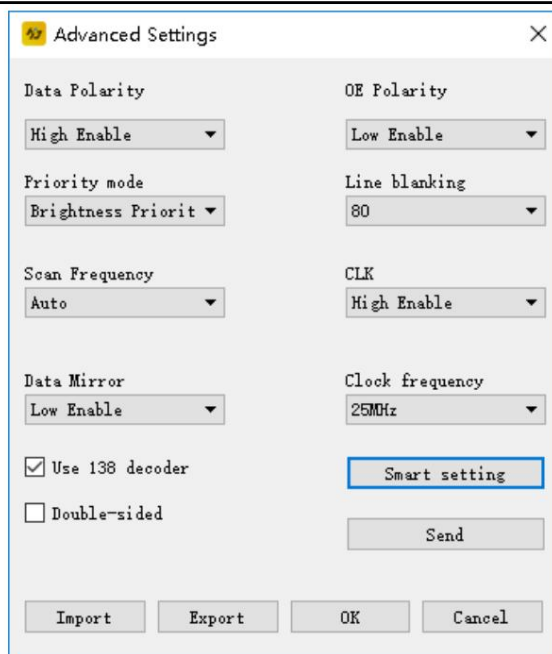 Advanced Settings
Data Polarity
OE Polarity
High Enable
Low Enable
Priority mode
Line blanking
Brightness Priorit
80
Scan Frequency
CLK
Auto
High Enable
Data Mirror
Clock frequency
Low Enable
25MHz
Use 138 decoder
Smart setting
Double-sided
Send
Import
Export
OK
Cancel